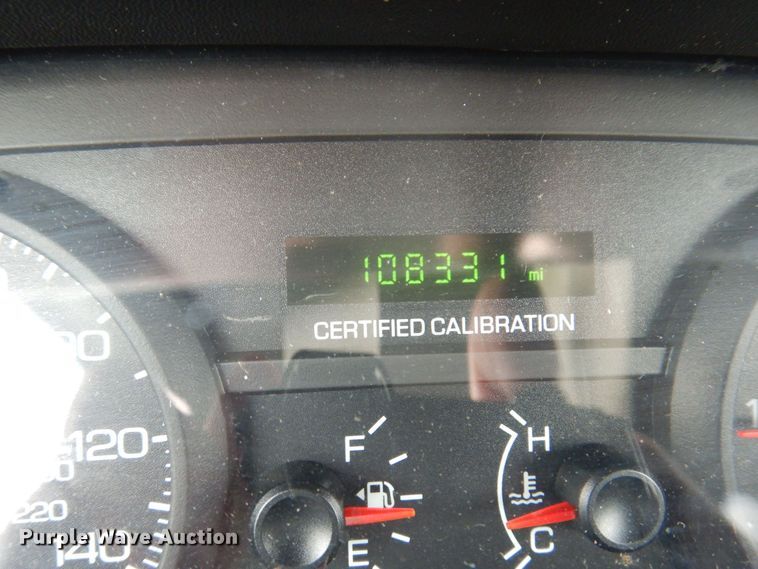 108331 mi
CERTIFIED CALIBRATION
120
220
140
F
E
H
C
Purple Wave Auction